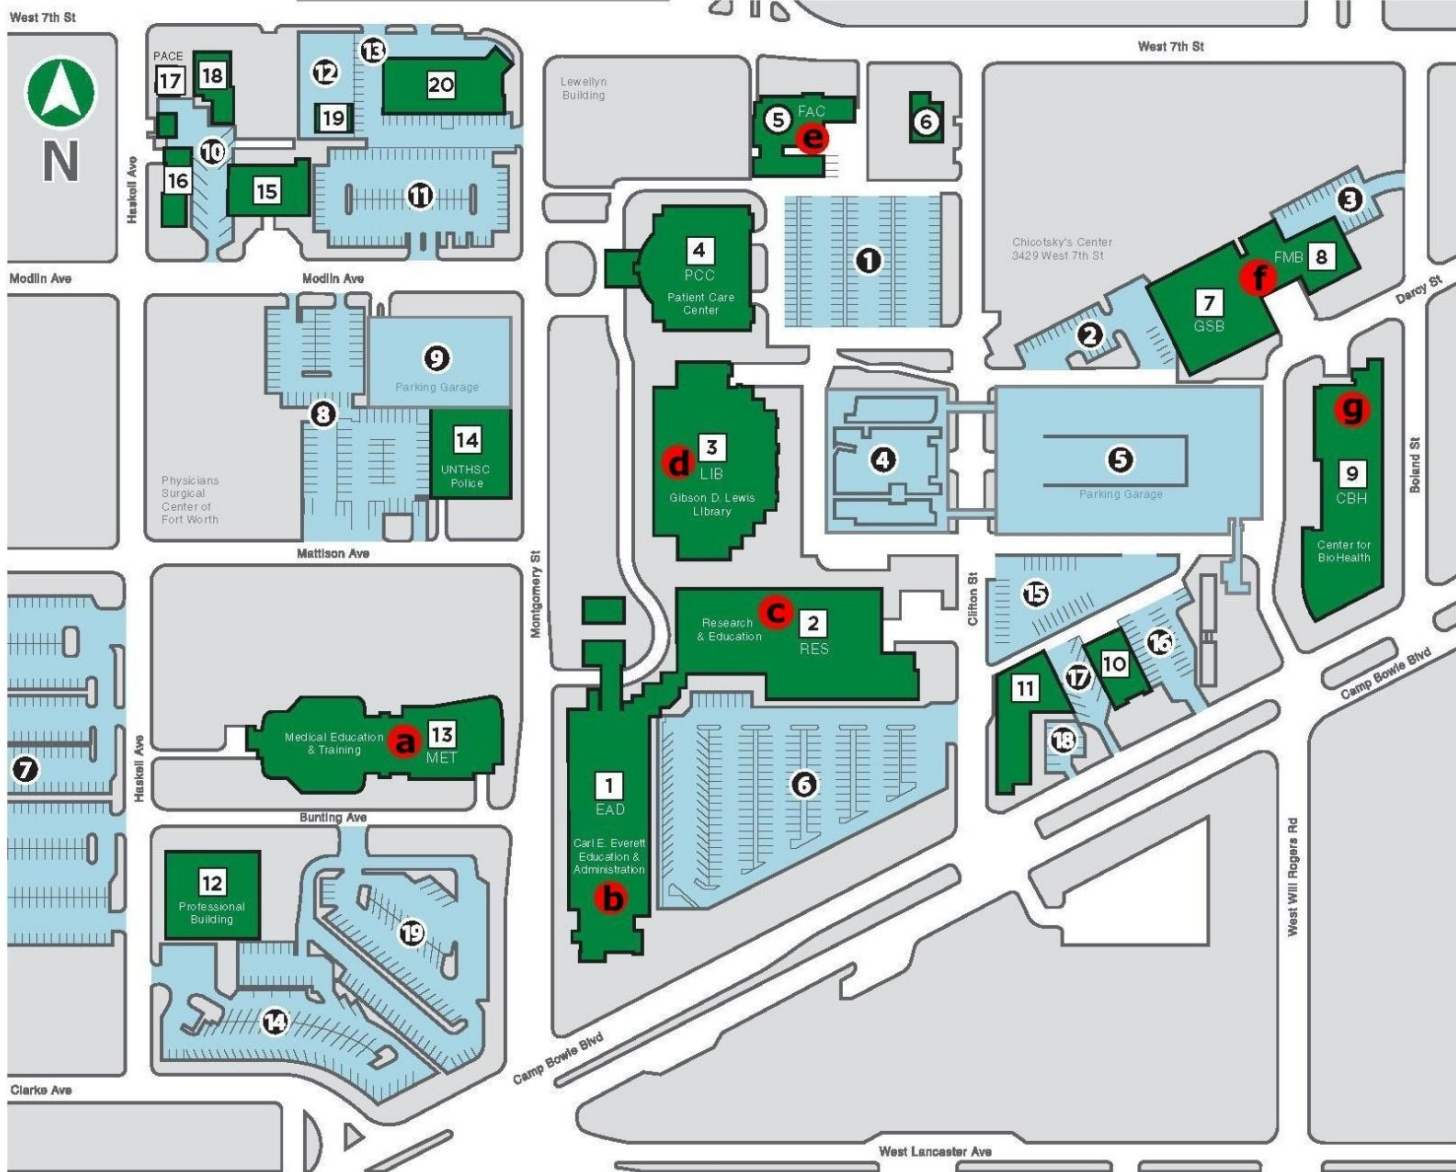 West 7th St
West 7th St
N
PACE
17
18
13
12
20
19
10
16
15
11
Haskell Ave
Modlin Ave
Modlin Ave
Lewellyn
Building
5
FAC
e
6
4
PCC
Patient Care
Center
1
Chicotsky's Center
3429 West 7th St
3
FMB
8
f
7
GSB
2
Darcy St
9
Parking Garage
8
14
UNTHSC
Police
Physicians
Surgical
Center of
Fort Worth
Mattison Ave
Montgomery St
3
d
LIB
Gibson D. Lewis
Library
4
5
Parking Garage
g
9
CBH
Center for
BioHealth
Boland St
Clifton St
15
16
10
17
11
18
Camp Bowie Blvd
c
Research
& Education
2
RES
7
Haskell Ave
Medical Education
& Training
a
13
MET
Bunting Ave
1
EAD
Carl E. Everett
Education &
Administration
b
6
12
Professional
Building
19
14
Clarke Ave
Camp Bowie Blvd
West Will Rogers Rd
West Lancaster Ave